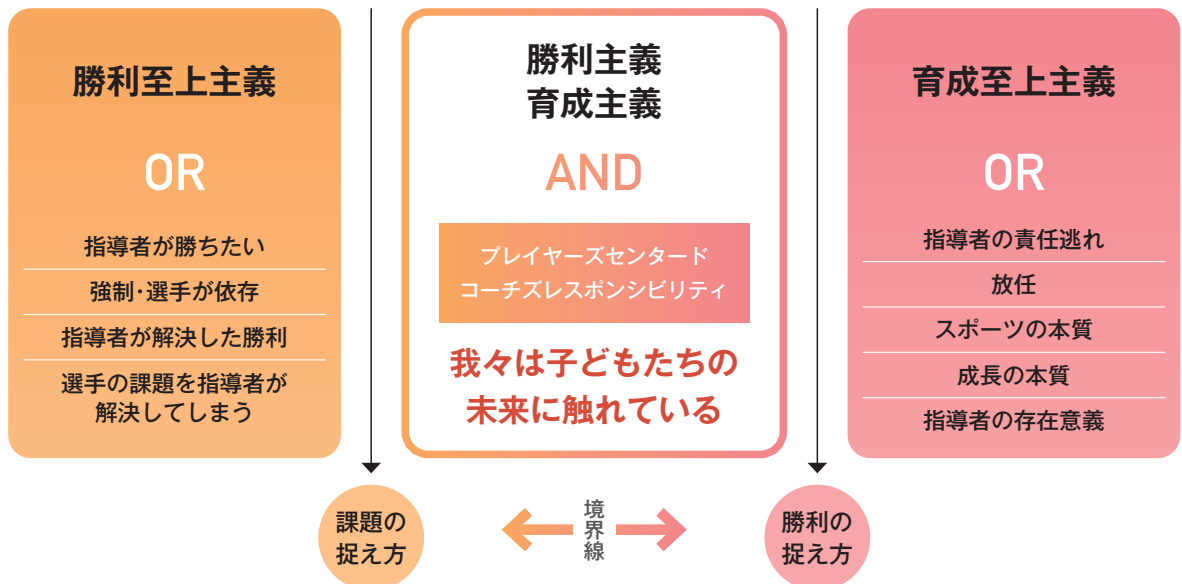 勝利至上主義
OR
指導者が勝ちたい
強制・選手が依存
指導者が解決した勝利
選手の課題を指導者が
解決してしまう
勝利主義
育成主義
AND
プレイヤーズセンタード
コーチズレスポンシビリティ
我々は子どもたちの
未来に触れている
育成至上主義
OR
指導者の責任逃れ
放任
スポーツの本質
成長の本質
指導者の存在意義
課題の
捉え方
境界線
勝利の
捉え方